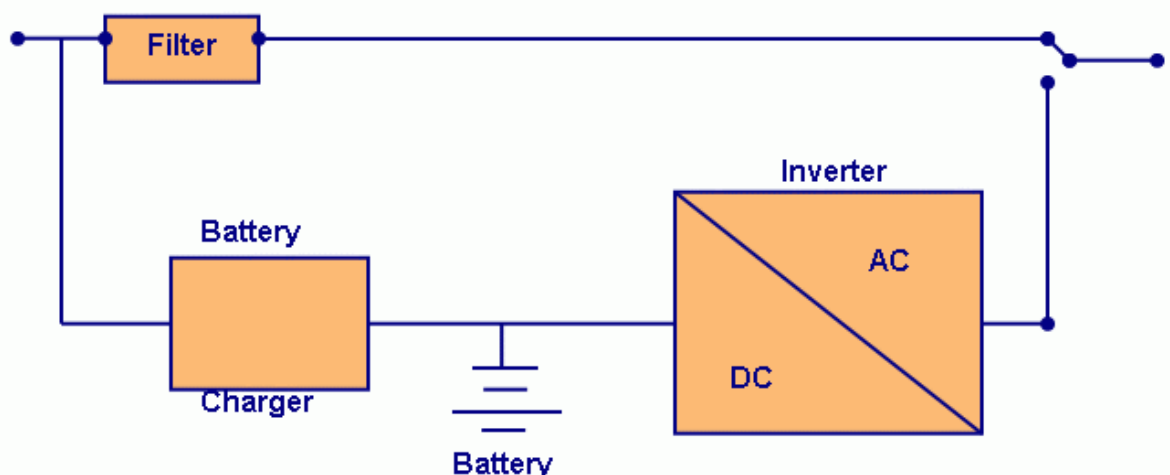 Filter
Inverter
Battery
AC
DC
Charger
Battery